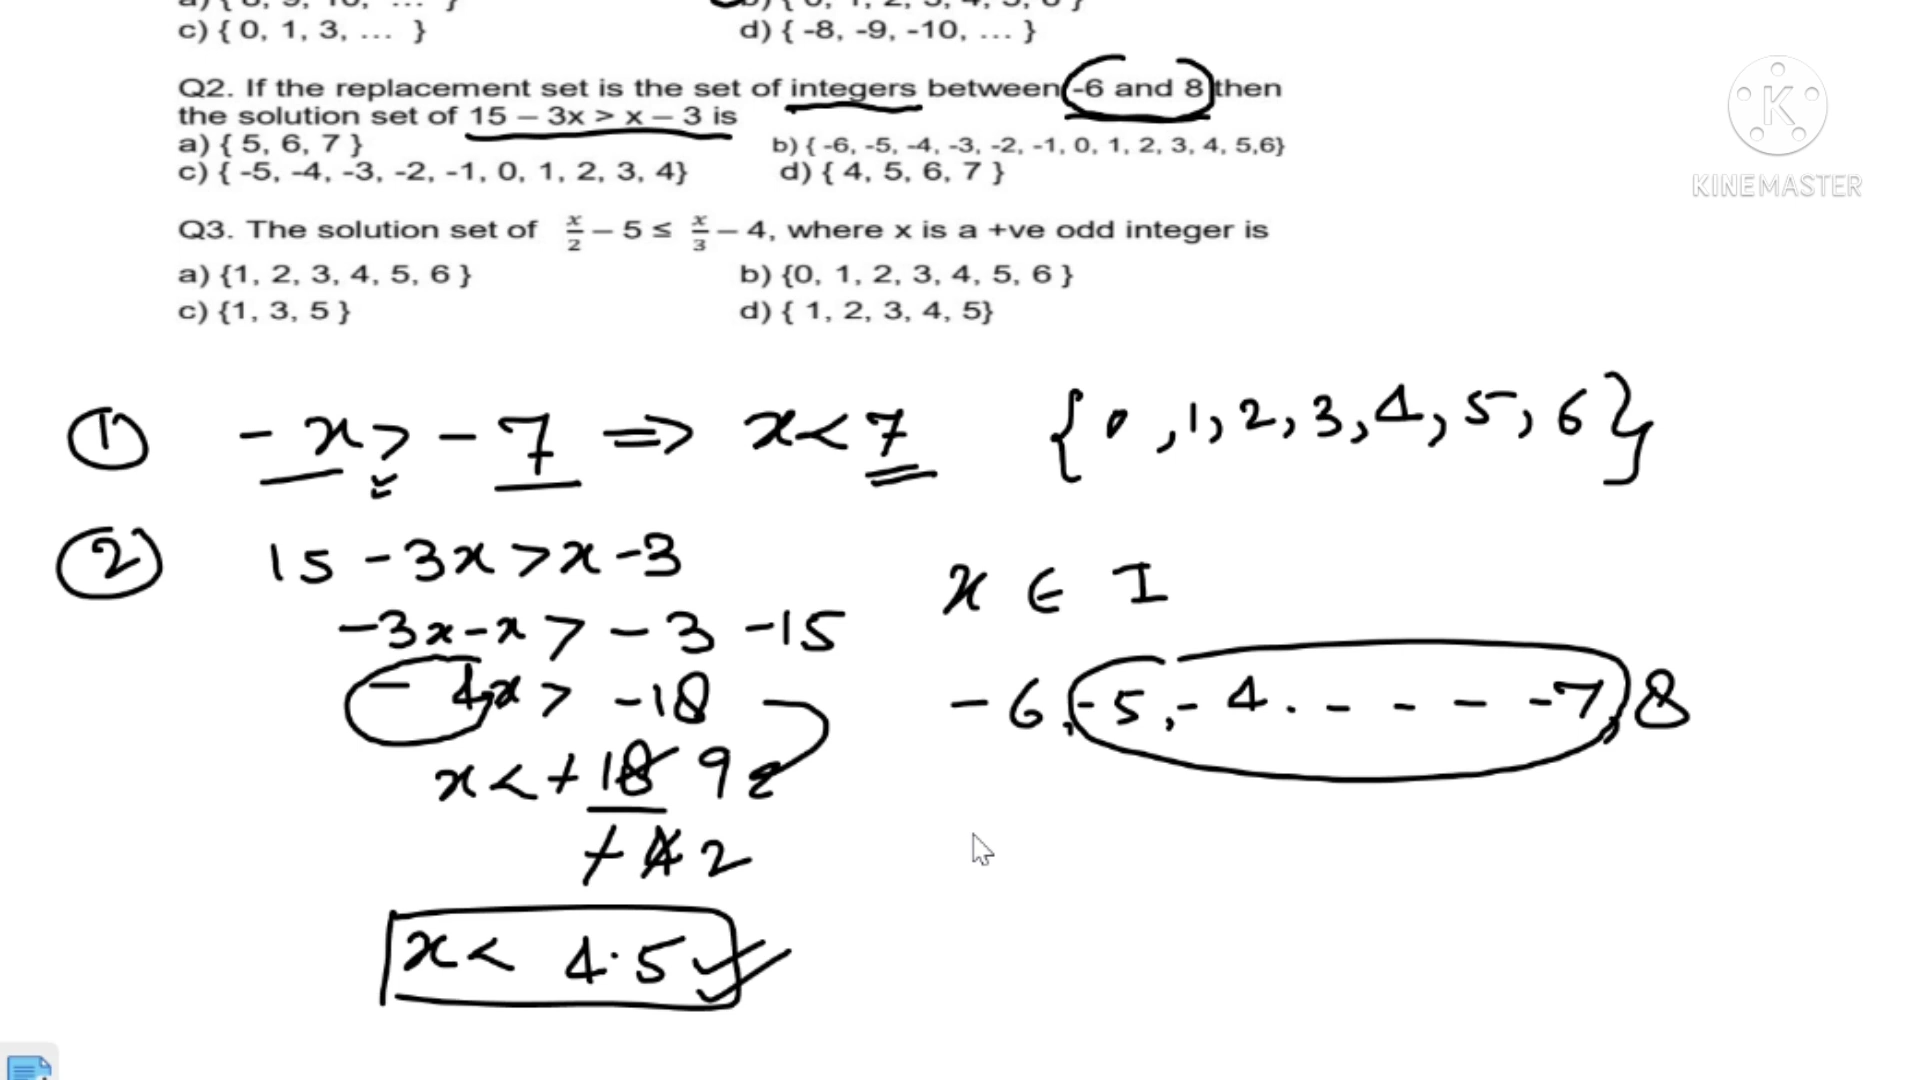 c) { 0, 1, 3, ... } d) { -8, -9, -10, ... }
Q2. If the replacement set is the set of integers between -6 and 8 then
the solution set of 15 – 3x > x – 3 is
a) { 5, 6, 7 } b) { -6, -5, -4, -3, -2, -1, 0, 1, 2, 3, 4, 5,6}
c) { -5, -4, -3, -2, -1, 0, 1, 2, 3, 4} d) { 4, 5, 6, 7 }
Q3. The solution set of x/2 – 5 ≤ x/3 – 4, where x is a +ve odd integer is
a) {1, 2, 3, 4, 5, 6 } b) {0, 1, 2, 3, 4, 5, 6 }
c) {1, 3, 5 } d) { 1, 2, 3, 4, 5}
KINEMASTER
① -x > -7 ⇒ x < 7 {0, 1, 2, 3, 4, 5, 6}
② 15 - 3x > x - 3
x ∈ I
-3x - x > -3 - 15
-4x > -18
-6, -5, -4 . - - - - 7, 8
x < +18 9
+4 2
x < 4.5